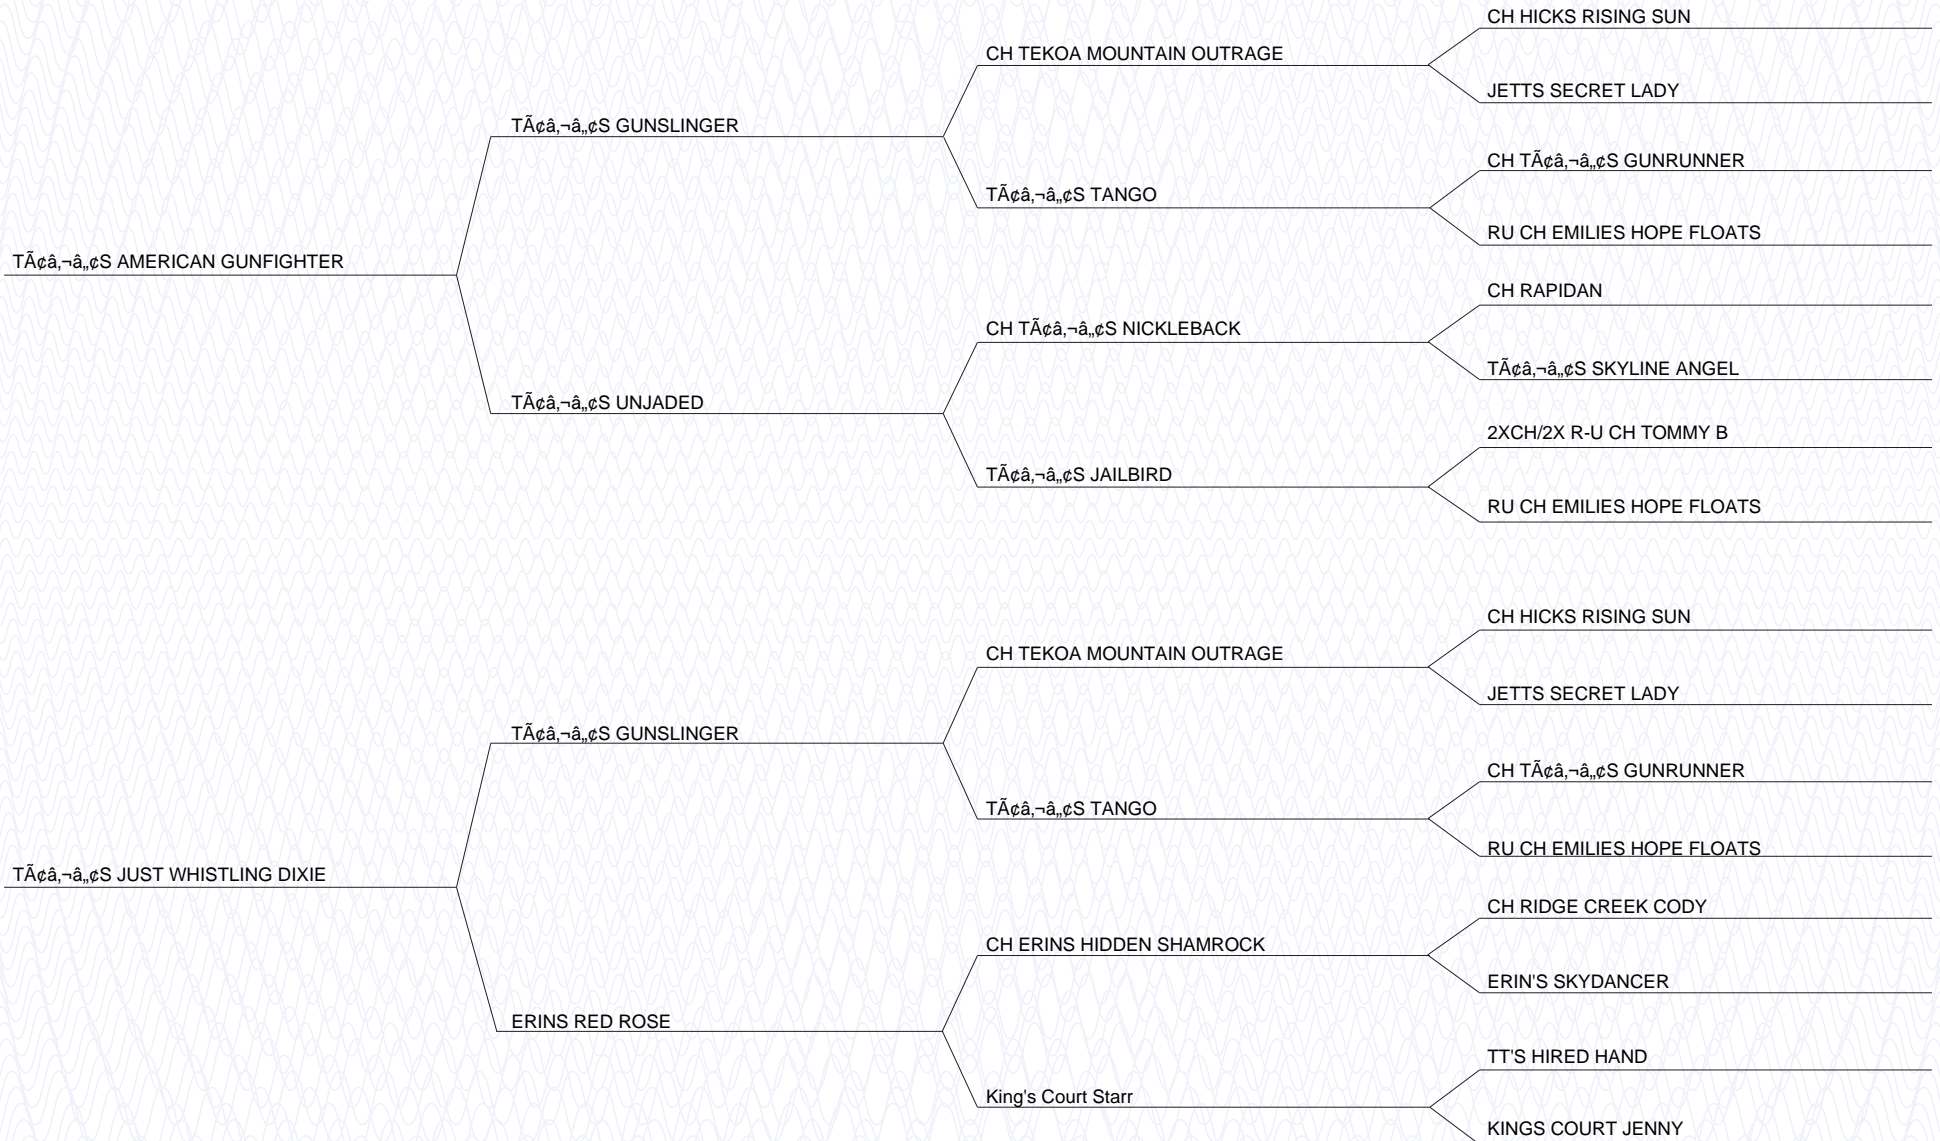 CH HICKS RISING SUN
CH TEKOA MOUNTAIN OUTRAGE
JETTS SECRET LADY
TÃ¢â‚¬â„¢S GUNSLINGER
CH TÃ¢â‚¬â„¢S GUNRUNNER
TÃ¢â‚¬â„¢S TANGO
RU CH EMILIES HOPE FLOATS
TÃ¢â‚¬â„¢S AMERICAN GUNFIGHTER
CH RAPIDAN
CH TÃ¢â‚¬â„¢S NICKLEBACK
TÃ¢â‚¬â„¢S SKYLINE ANGEL
TÃ¢â‚¬â„¢S UNJADED
2XCH/2X R-U CH TOMMY B
TÃ¢â‚¬â„¢S JAILBIRD
RU CH EMILIES HOPE FLOATS
CH HICKS RISING SUN
CH TEKOA MOUNTAIN OUTRAGE
JETTS SECRET LADY
TÃ¢â‚¬â„¢S GUNSLINGER
CH TÃ¢â‚¬â„¢S GUNRUNNER
TÃ¢â‚¬â„¢S TANGO
RU CH EMILIES HOPE FLOATS
TÃ¢â‚¬â„¢S JUST WHISTLING DIXIE
CH RIDGE CREEK CODY
CH ERINS HIDDEN SHAMROCK
ERIN'S SKYDANCER
ERINS RED ROSE
TT'S HIRED HAND
King's Court Starr
KINGS COURT JENNY